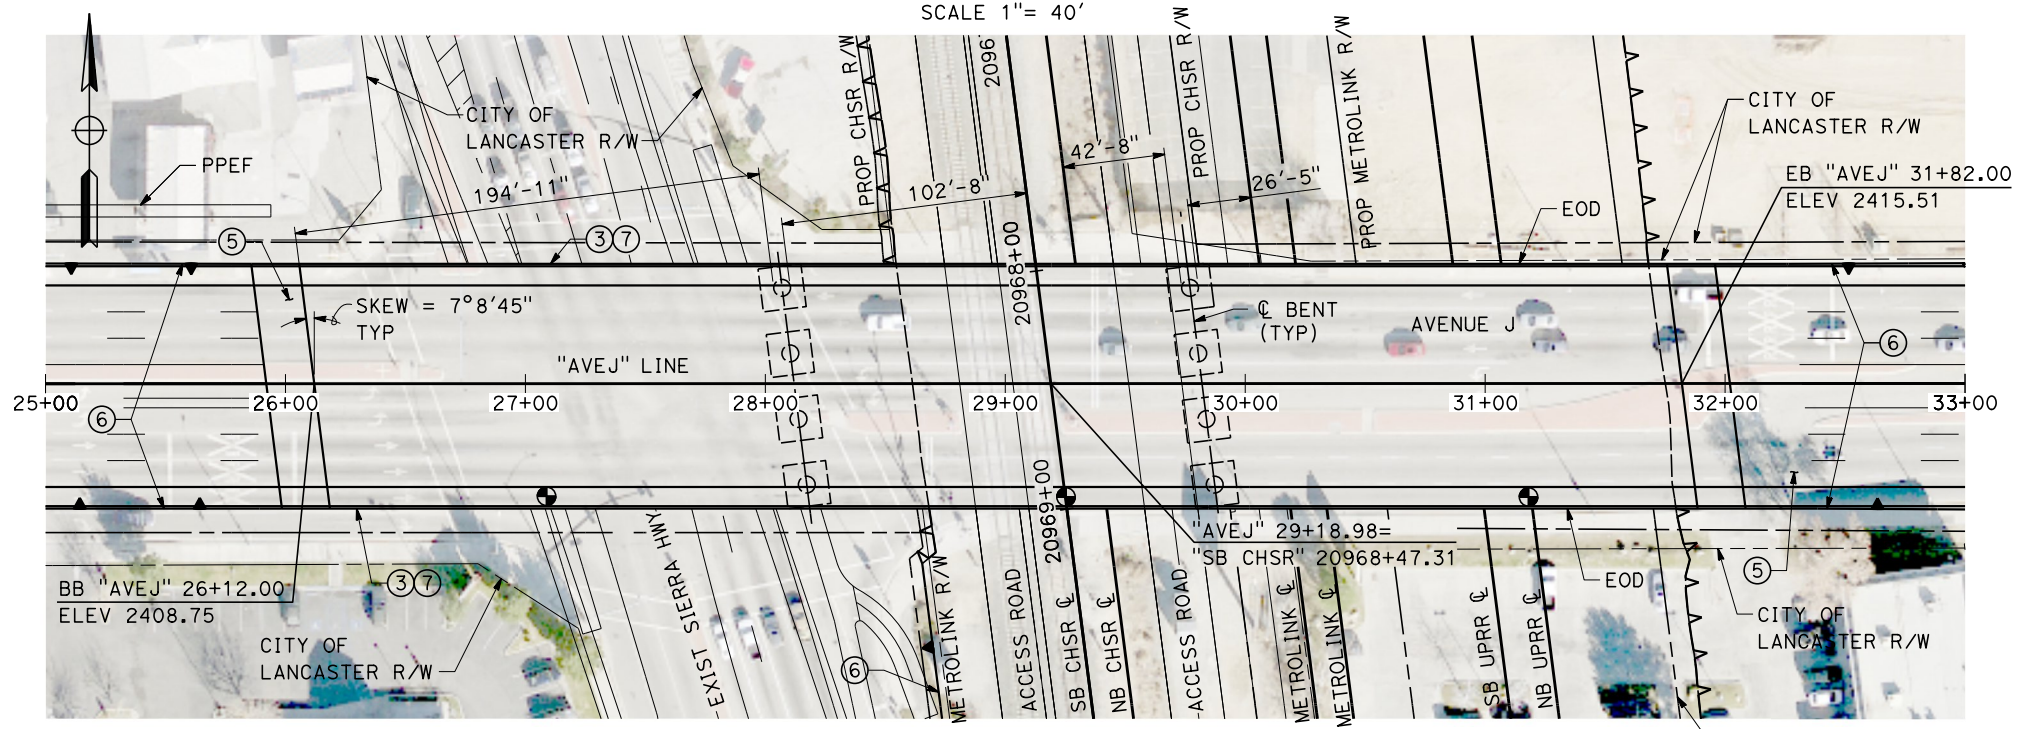 SCALE 1"= 40'
CITY OF
LANCASTER R/W
PPEF
194'-11"
PROP CHSR R/W
102'-8"
2096
42'-8"
PROP CHSR R/W
26'-5"
PROP METROLINK R/W
CITY OF
LANCASTER R/W
EB "AVEJ" 31+82.00
ELEV 2415.51
EOD
5
3 7
20968+00
SKEW = 7°8'45"
TYP
℄ BENT
(TYP)
AVENUE J
6
"AVEJ" LINE
25+00 26+00 27+00 28+00 29+00 30+00 31+00 32+00 33+00
6
20969+00
"AVEJ" 29+18.98=
"SB CHSR" 20968+47.31
EXIST SIERRA HWY
BB "AVEJ" 26+12.00
ELEV 2408.75
3 7
CITY OF
LANCASTER R/W
6
METROLINK R/W
ACCESS ROAD
SB CHSR ℄
NB CHSR ℄
ACCESS ROAD
METROLINK ℄
METROLINK ℄
SB UPRR ℄
NB UPRR ℄
EOD
5
CITY OF
LANCASTER R/W